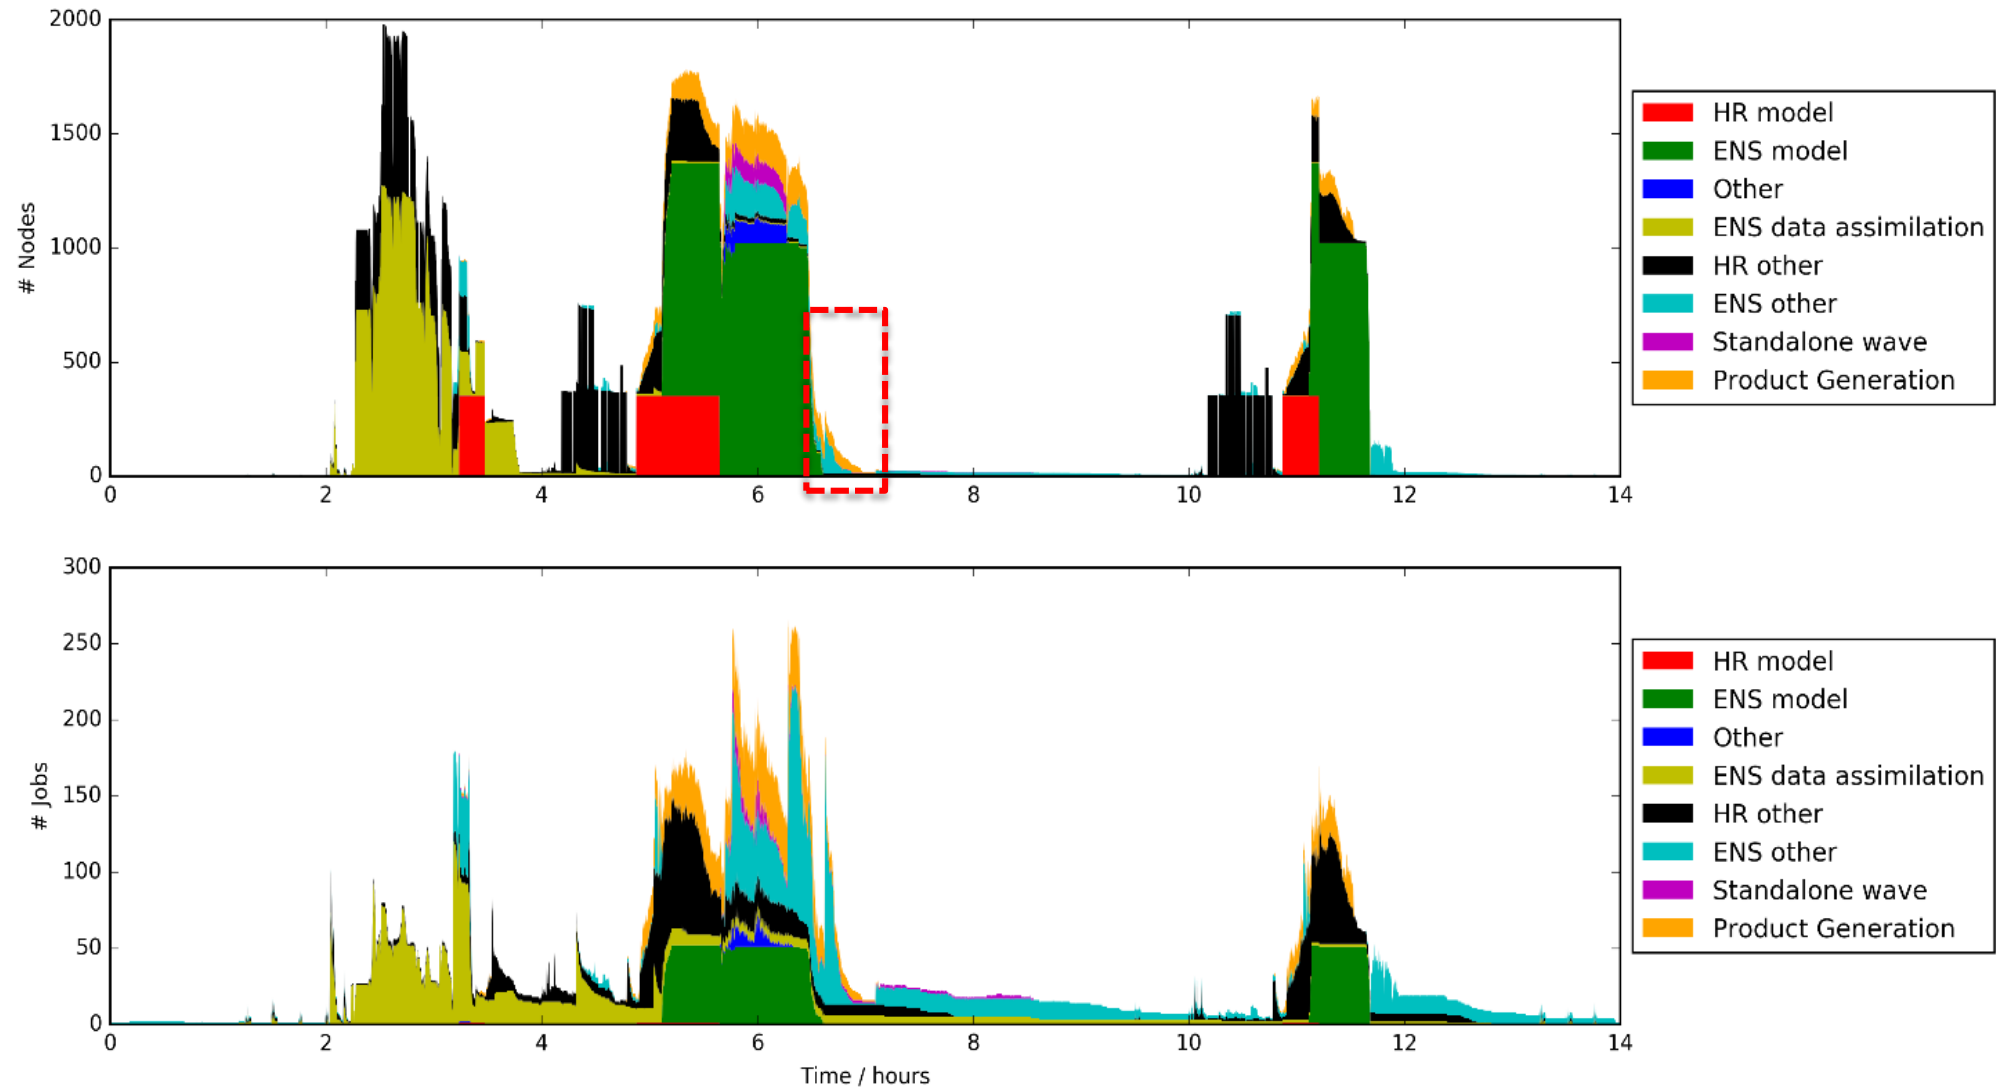 2000
1500
1000
500
0
# Nodes
0 2 4 6 8 10 12 14
HR model
ENS model
Other
ENS data assimilation
HR other
ENS other
Standalone wave
Product Generation
300
250
200
150
100
50
0
# Jobs
0 2 4 6 8 10 12 14
Time / hours
HR model
ENS model
Other
ENS data assimilation
HR other
ENS other
Standalone wave
Product Generation